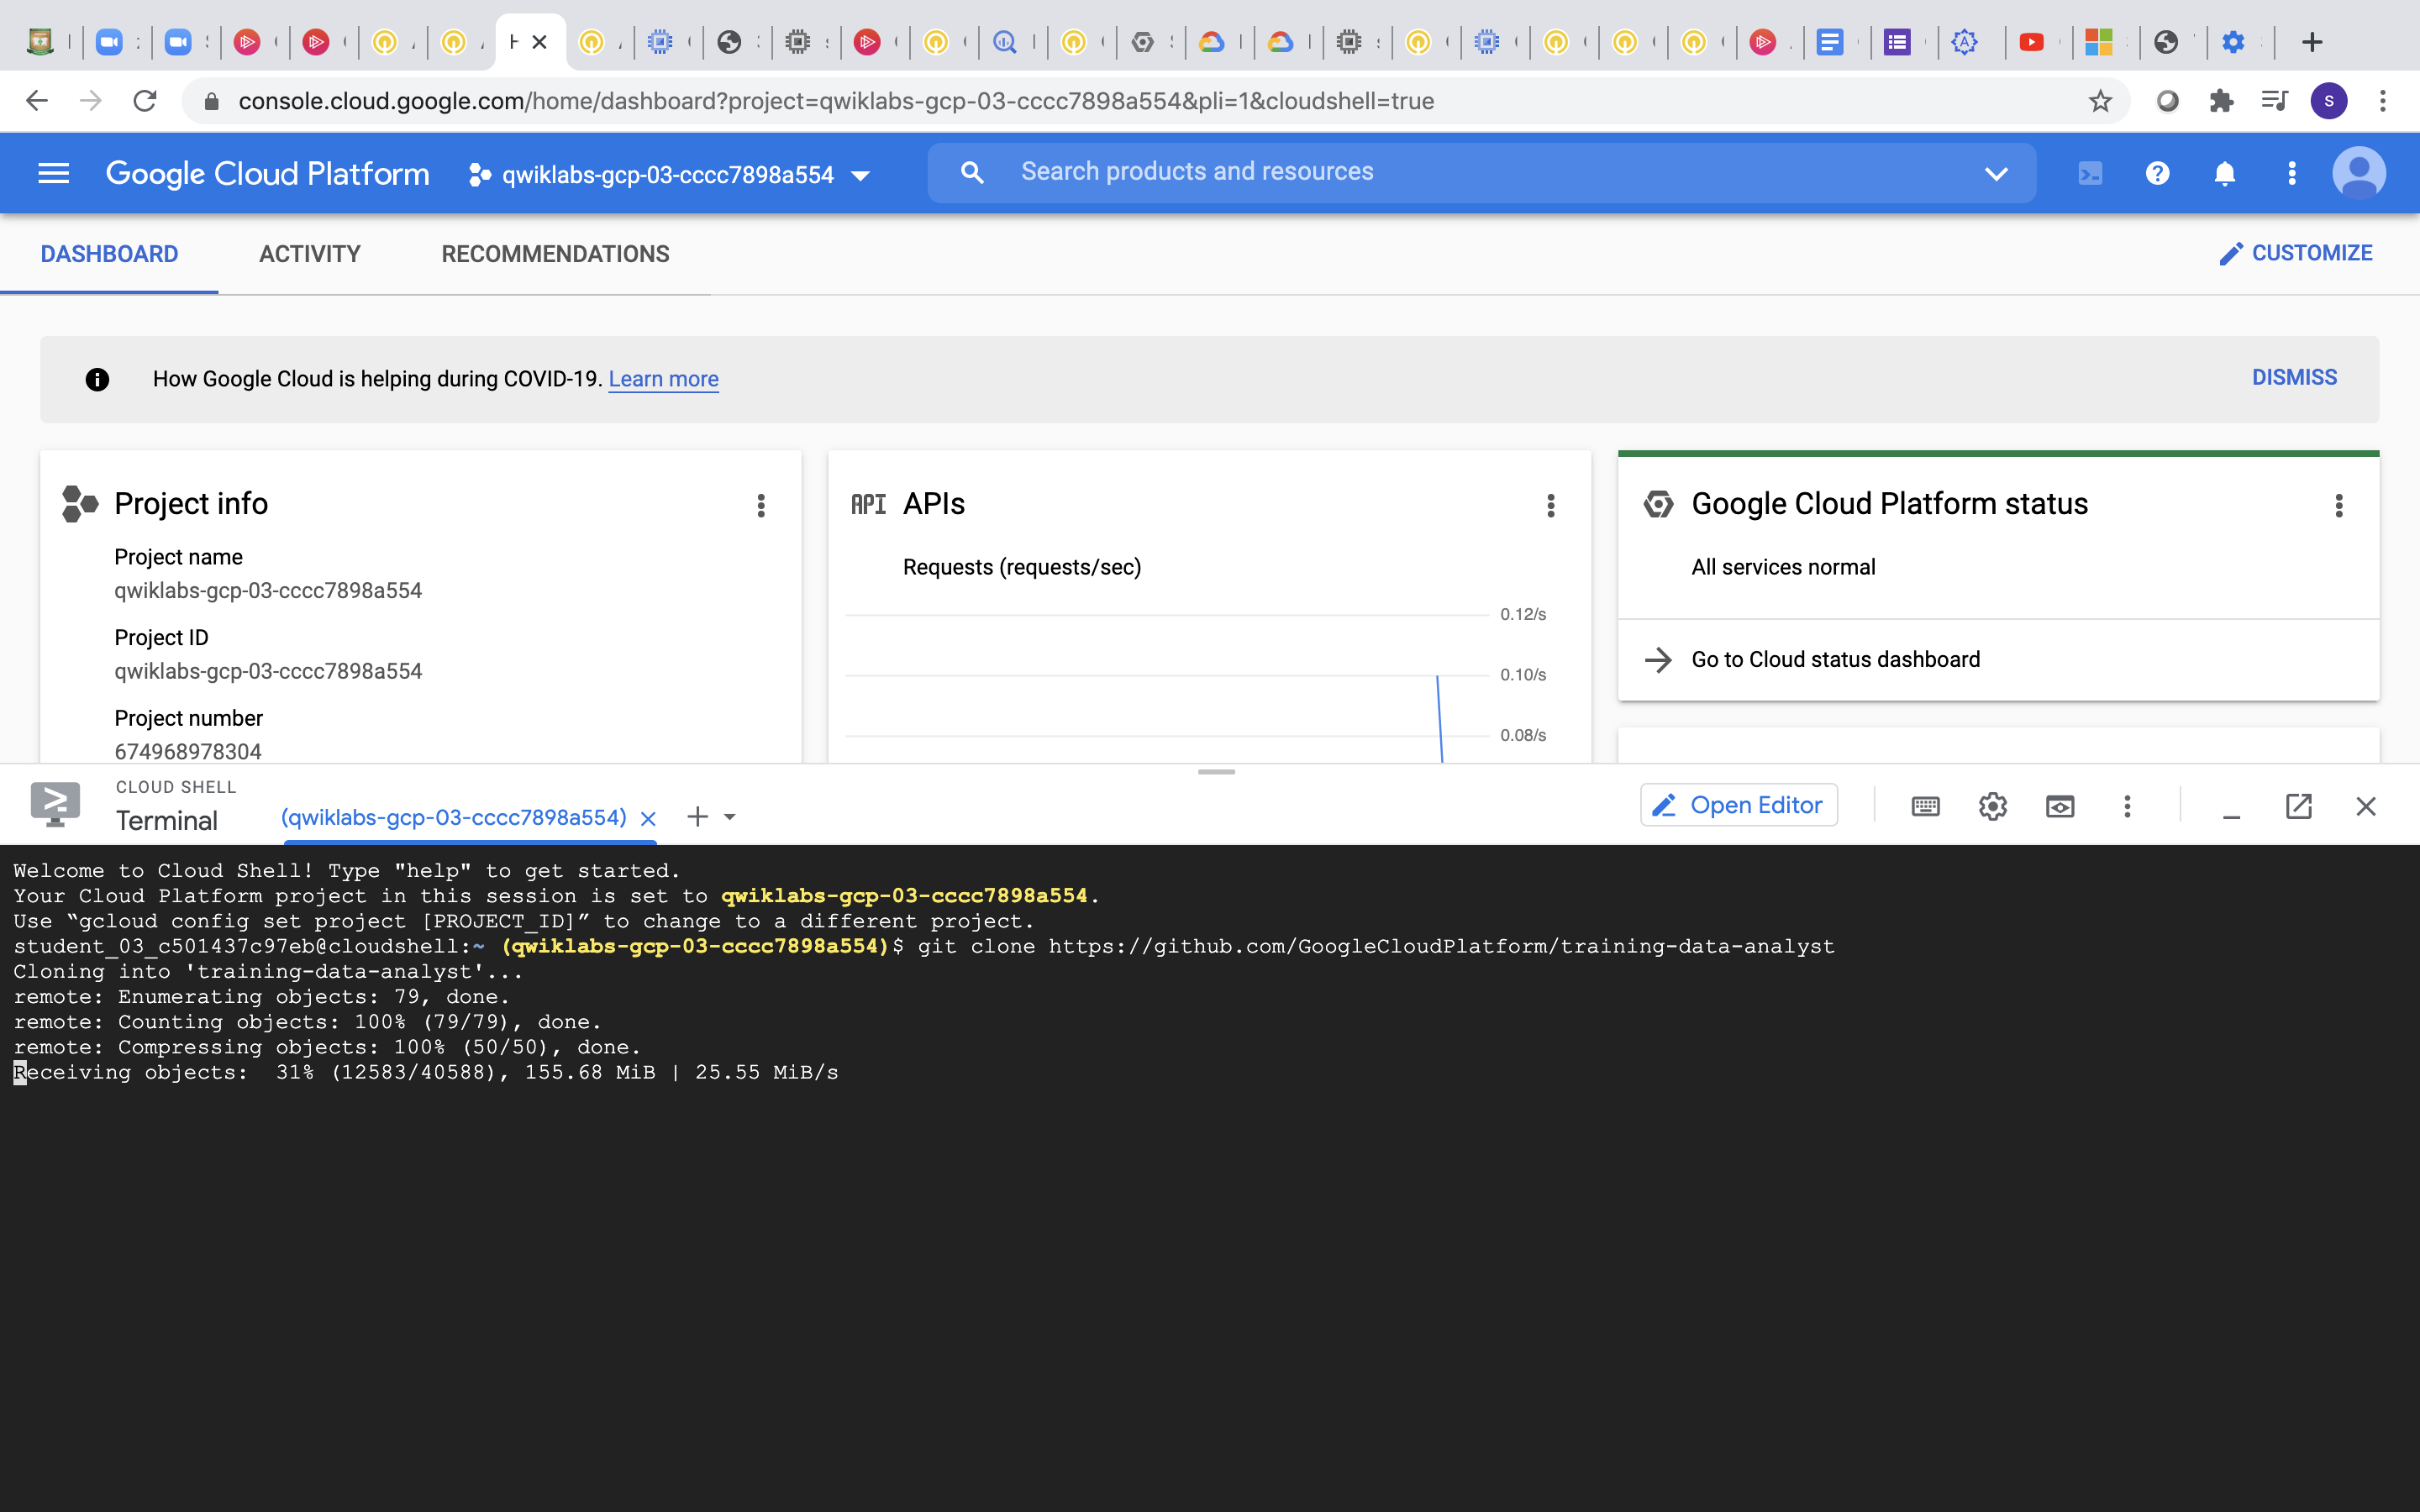 console.cloud.google.com/home/dashboard?project=qwiklabs-gcp-03-cccc7898a554&pli=1&cloudshell=true
S
Google Cloud Platform
qwiklabs-gcp-03-cccc7898a554
Search products and resources
DASHBOARD
ACTIVITY
RECOMMENDATIONS
CUSTOMIZE
How Google Cloud is helping during COVID-19. Learn more
DISMISS
Project info
Project name
qwiklabs-gcp-03-cccc7898a554
Project ID
qwiklabs-gcp-03-cccc7898a554
Project number
674968978304
API APIs
Requests (requests/sec)
0.12/s
0.10/s
0.08/s
Google Cloud Platform status
All services normal
Go to Cloud status dashboard
CLOUD SHELL
Terminal
(qwiklabs-gcp-03-cccc7898a554)
Open Editor
Welcome to Cloud Shell! Type "help" to get started.
Your Cloud Platform project in this session is set to qwiklabs-gcp-03-cccc7898a554.
Use “gcloud config set project [PROJECT_ID]” to change to a different project.
student_03_c501437c97eb@cloudshell:~ (qwiklabs-gcp-03-cccc7898a554)$ git clone https://github.com/GoogleCloudPlatform/training-data-analyst
Cloning into 'training-data-analyst'...
remote: Enumerating objects: 79, done.
remote: Counting objects: 100% (79/79), done.
remote: Compressing objects: 100% (50/50), done.
Receiving objects:  31% (12583/40588), 155.68 MiB | 25.55 MiB/s